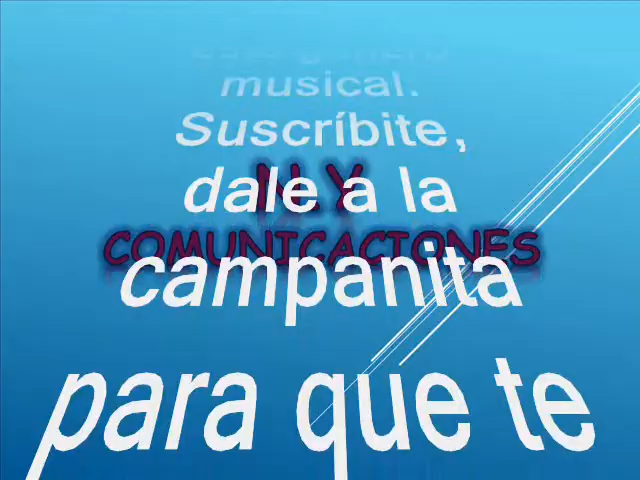 musical.
Suscríbite,
dale a la
COMUNICACIONES
campanita
para que te